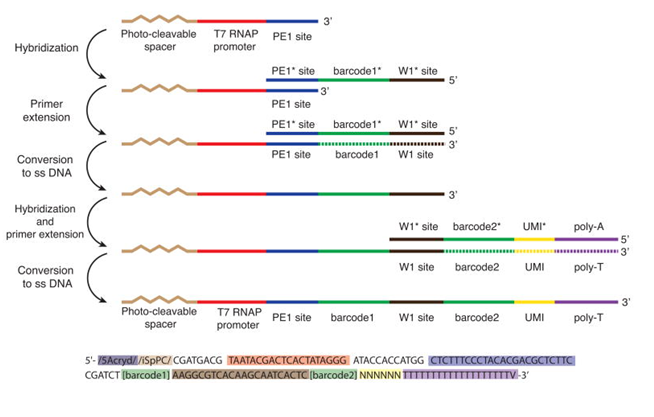 3’
Photo-cleavable spacer
T7 RNAP promoter
PE1 site
Hybridization
PE1* site barcode1* W1* site
5’
3’
PE1 site
Primer extension
PE1* site barcode1* W1* site
5’
3’
PE1 site barcode1 W1 site
Conversion to ss DNA
3’
Hybridization and primer extension
W1* site barcode2* UMI* poly-A
5’
3’
W1 site barcode2 UMI poly-T
Conversion to ss DNA
3’
Photo-cleavable spacer
T7 RNAP promoter
PE1 site barcode1 W1 site barcode2 UMI poly-T
5’- /5Acryd//iSpPC/ CGATGACG TAATACGACTCACTATAGGG ATACCACCATGG CTCTTTCCCTACACGACGCTCTTC
CGATCT [barcode1] AAGGCGTCACAAGCAATCACTC [barcode2] NNNNNN TTTTTTTTTTTTTTTTTTTV -3’